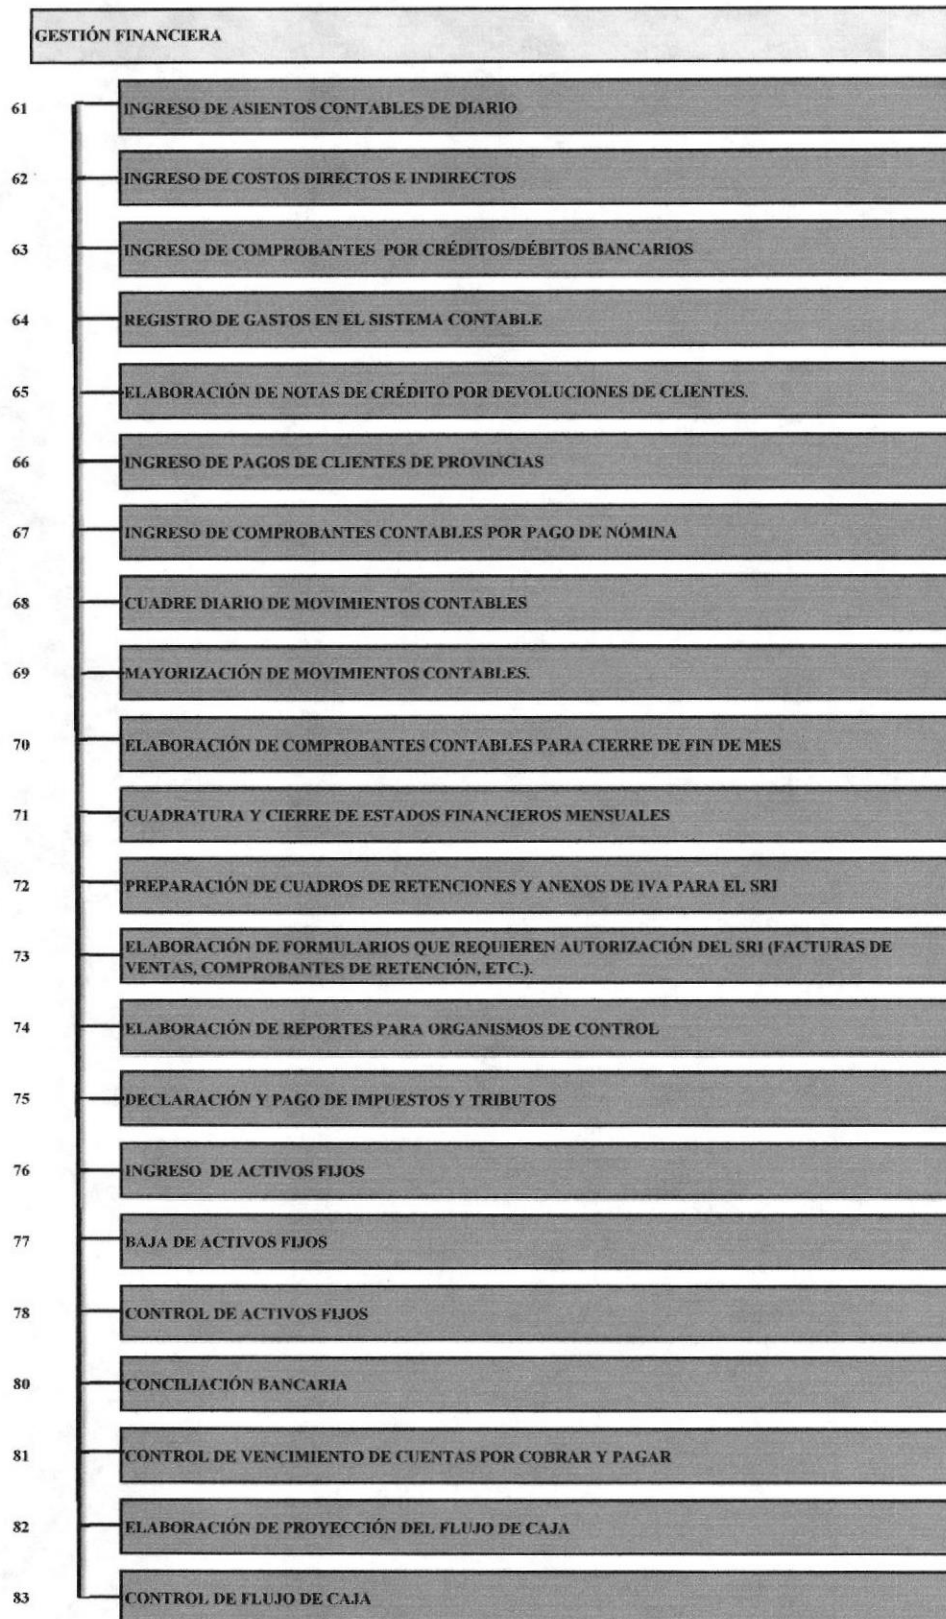 GESTIÓN FINANCIERA
61 INGRESO DE ASIENTOS CONTABLES DE DIARIO
62 INGRESO DE COSTOS DIRECTOS E INDIRECTOS
63 INGRESO DE COMPROBANTES POR CRÉDITOS/DÉBITOS BANCARIOS
64 REGISTRO DE GASTOS EN EL SISTEMA CONTABLE
65 ELABORACIÓN DE NOTAS DE CRÉDITO POR DEVOLUCIONES DE CLIENTES.
66 INGRESO DE PAGOS DE CLIENTES DE PROVINCIAS
67 INGRESO DE COMPROBANTES CONTABLES POR PAGO DE NÓMINA
68 CUADRE DIARIO DE MOVIMIENTOS CONTABLES
69 MAYORIZACIÓN DE MOVIMIENTOS CONTABLES.
70 ELABORACIÓN DE COMPROBANTES CONTABLES PARA CIERRE DE FIN DE MES
71 CUADRATURA Y CIERRE DE ESTADOS FINANCIEROS MENSUALES
72 PREPARACIÓN DE CUADROS DE RETENCIONES Y ANEXOS DE IVA PARA EL SRI
73 ELABORACIÓN DE FORMULARIOS QUE REQUIEREN AUTORIZACIÓN DEL SRI (FACTURAS DE
VENTAS, COMPROBANTES DE RETENCIÓN, ETC.).
74 ELABORACIÓN DE REPORTES PARA ORGANISMOS DE CONTROL
75 DECLARACIÓN Y PAGO DE IMPUESTOS Y TRIBUTOS
76 INGRESO DE ACTIVOS FIJOS
77 BAJA DE ACTIVOS FIJOS
78 CONTROL DE ACTIVOS FIJOS
80 CONCILIACIÓN BANCARIA
81 CONTROL DE VENCIMIENTO DE CUENTAS POR COBRAR Y PAGAR
82 ELABORACIÓN DE PROYECCIÓN DEL FLUJO DE CAJA
83 CONTROL DE FLUJO DE CAJA